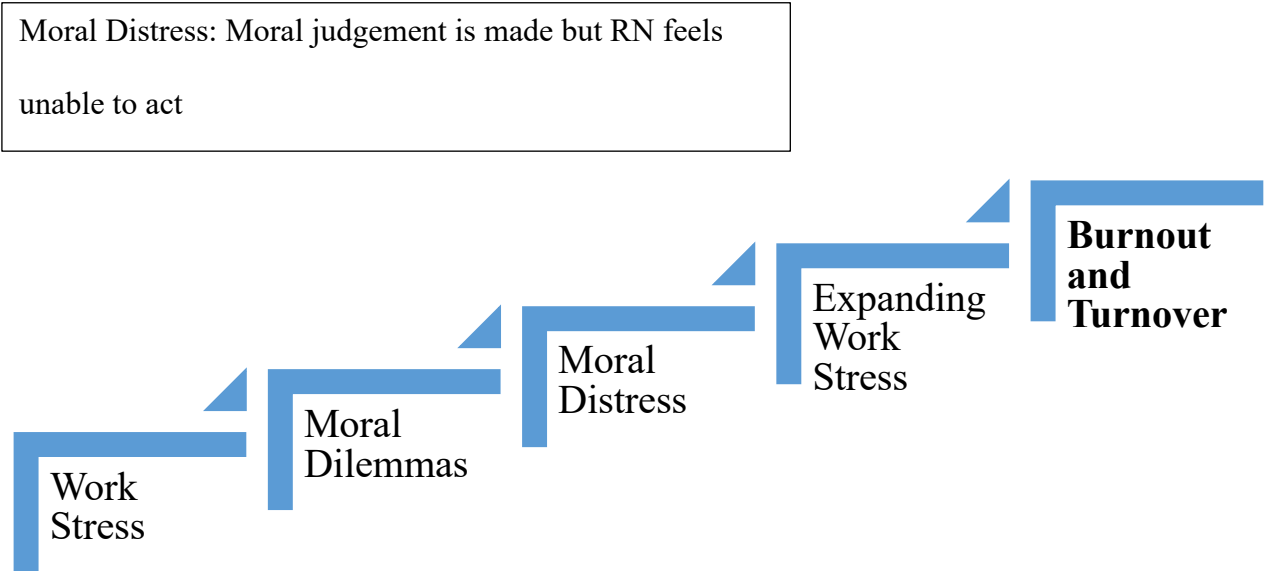 Moral Distress: Moral judgement is made but RN feels
unable to act
Work
Stress
Moral
Dilemmas
Moral
Distress
Expanding
Work
Stress
Burnout
and
Turnover